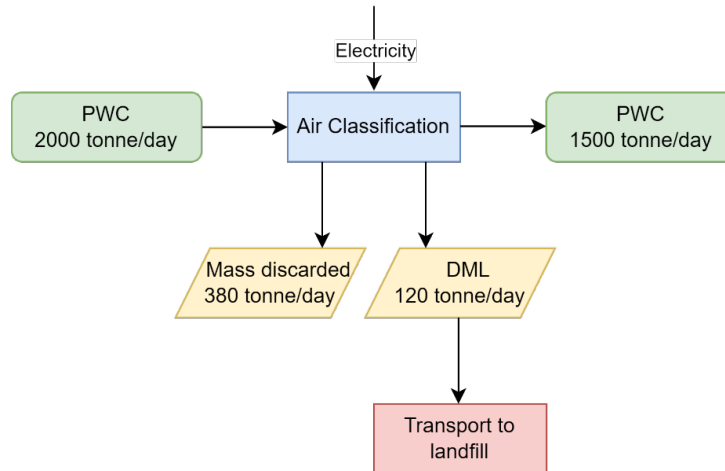 Electricity
PWC
2000 tonne/day
Air Classification
PWC
1500 tonne/day
Mass discarded
380 tonne/day
DML
120 tonne/day
Transport to
landfill